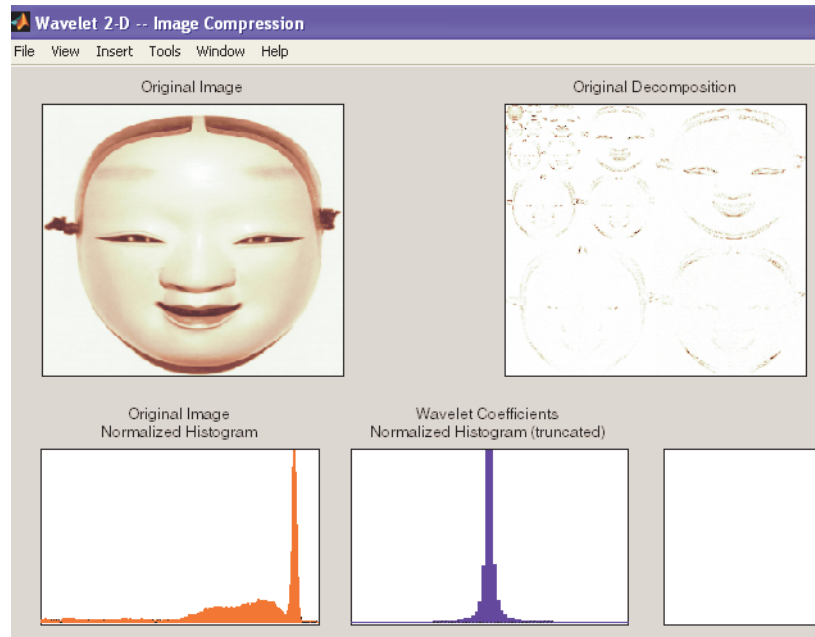 Wavelet 2-D -- Image Compression
File View Insert Tools Window Help
Original Image
Original Decomposition
Original Image
Normalized Histogram
Wavelet Coefficients
Normalized Histogram (truncated)